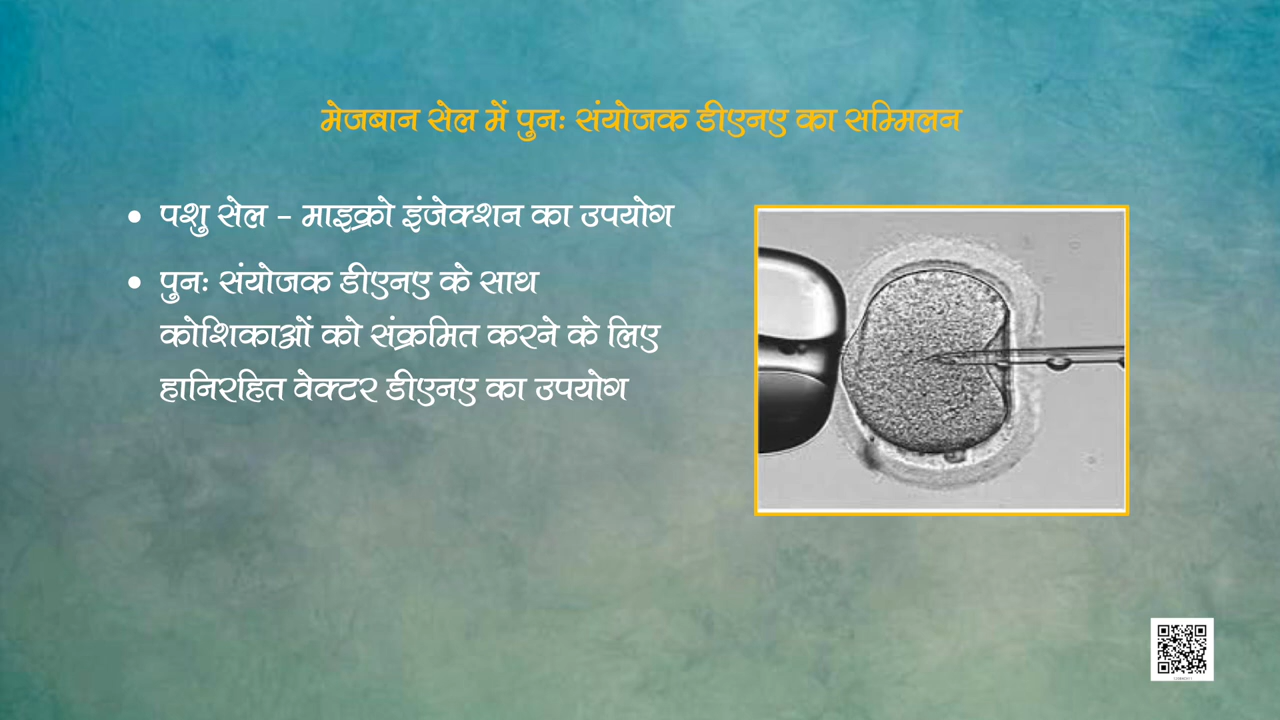 मेजबान सेल में पुनः संयोजक डीएनए का सम्मिलन
• पशु सेल - माइक्रो इंजेक्शन का उपयोग
• पुनः संयोजक डीएनए के साथ
कोशिकाओं को संक्रमित करने के लिए
हानिरहित वेक्टर डीएनए का उपयोग